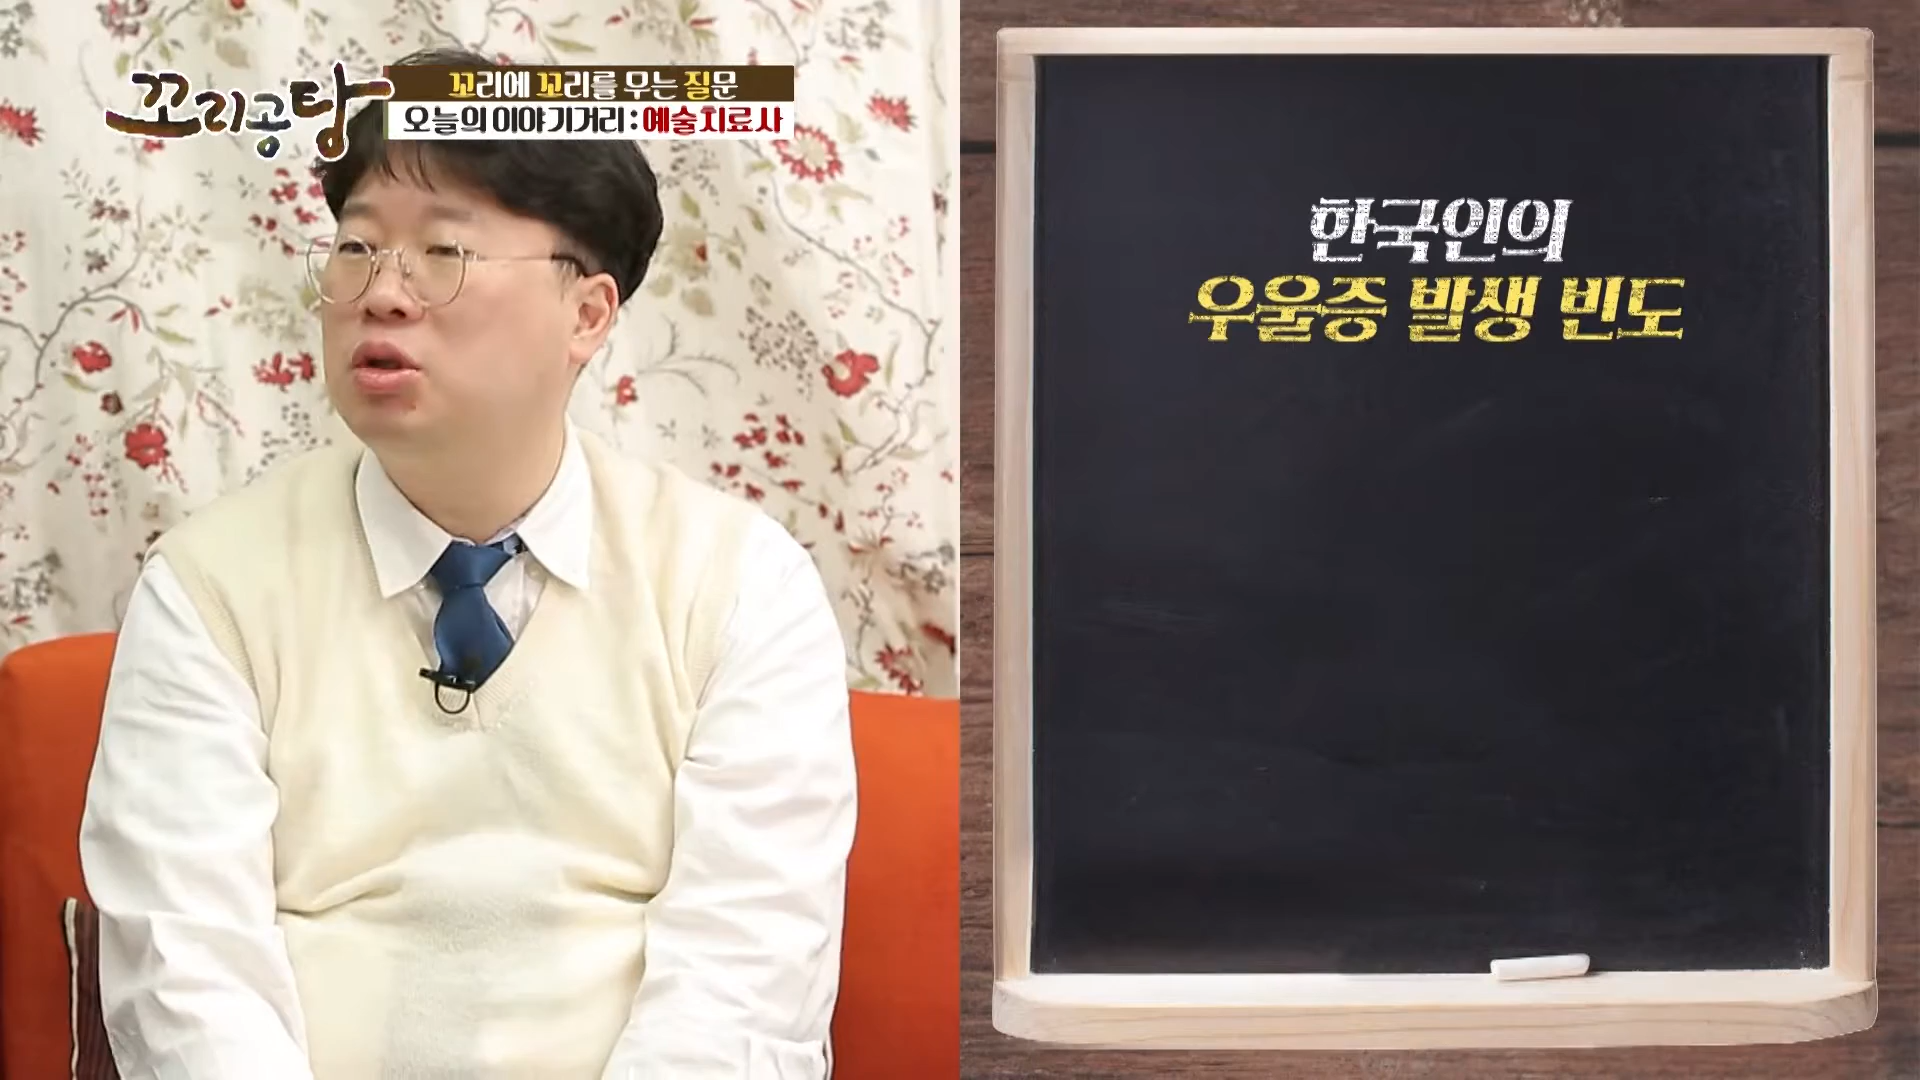 꼬리곰탕
꼬리에 꼬리를 무는 질문
오늘의 이야기거리 : 예술치료사
한국인의
우울증 발생 빈도